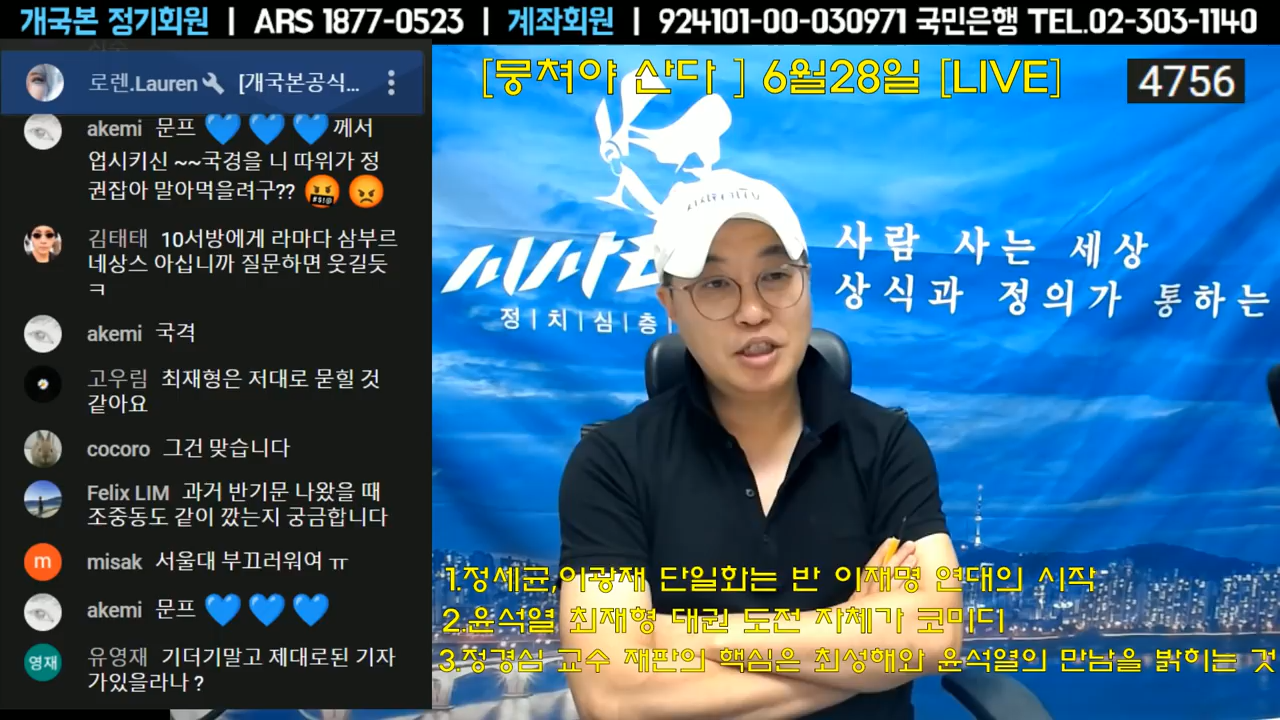 개국본 정기회원 | ARS 1877-0523 | 계좌회원 | 924101-00-030971 국민은행 TEL.02-303-1140
로렌.Lauren [개국본공식...
akemi 문프 💙 💙 💙 께서
업시키신 ~~국경을 니 따위가 정
권잡아 말아먹을려구?? 🤬 😡
김태태 10서방에게 라마다 삼부르
네상스 아십니까 질문하면 웃길듯
ㅋ
akemi 국격
고우림 최재형은 저대로 묻힐 것
같아요
cocoro 그건 맞습니다
Felix LIM 과거 반기문 나왔을 때
조중동도 같이 깠는지 궁금합니다
m
misak 서울대 부끄러워여 ㅠ
akemi 문프 💙 💙 💙
영재
유영재 기더기말고 제대로된 기자
가있을라나 ?
[뭉쳐야 산다 ] 6월28일 [LIVE]
4756
시사
정 | 치 | 심 | 층 |
사람 사는 세상
상식과 정의가 통하는
1.정세균,이광재 단일화는 반 이재명 연대의 시작
2.윤석열 최재형 대권 도전 자체가 코미디
3.정경심 교수 재판의 핵심은 최성해와 윤석열의 만남을 밝히는 것